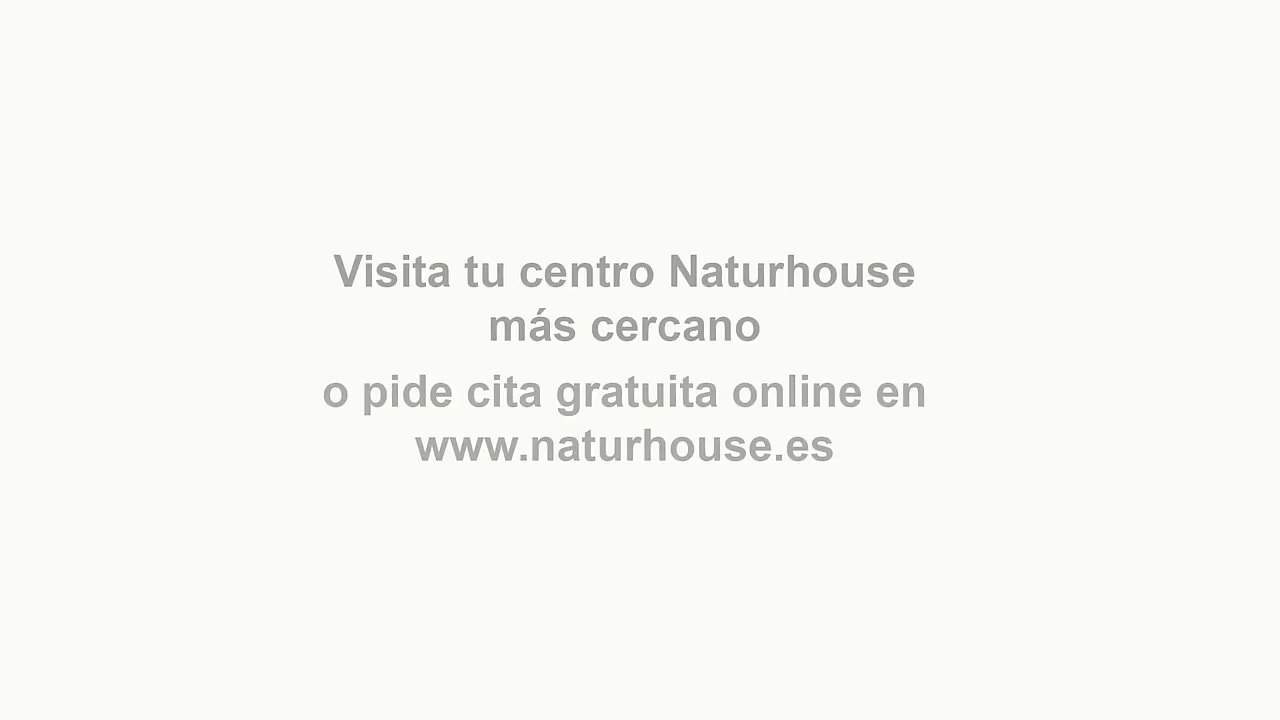 Visita tu centro Naturhouse
más cercano
o pide cita gratuita online en
www.naturhouse.es